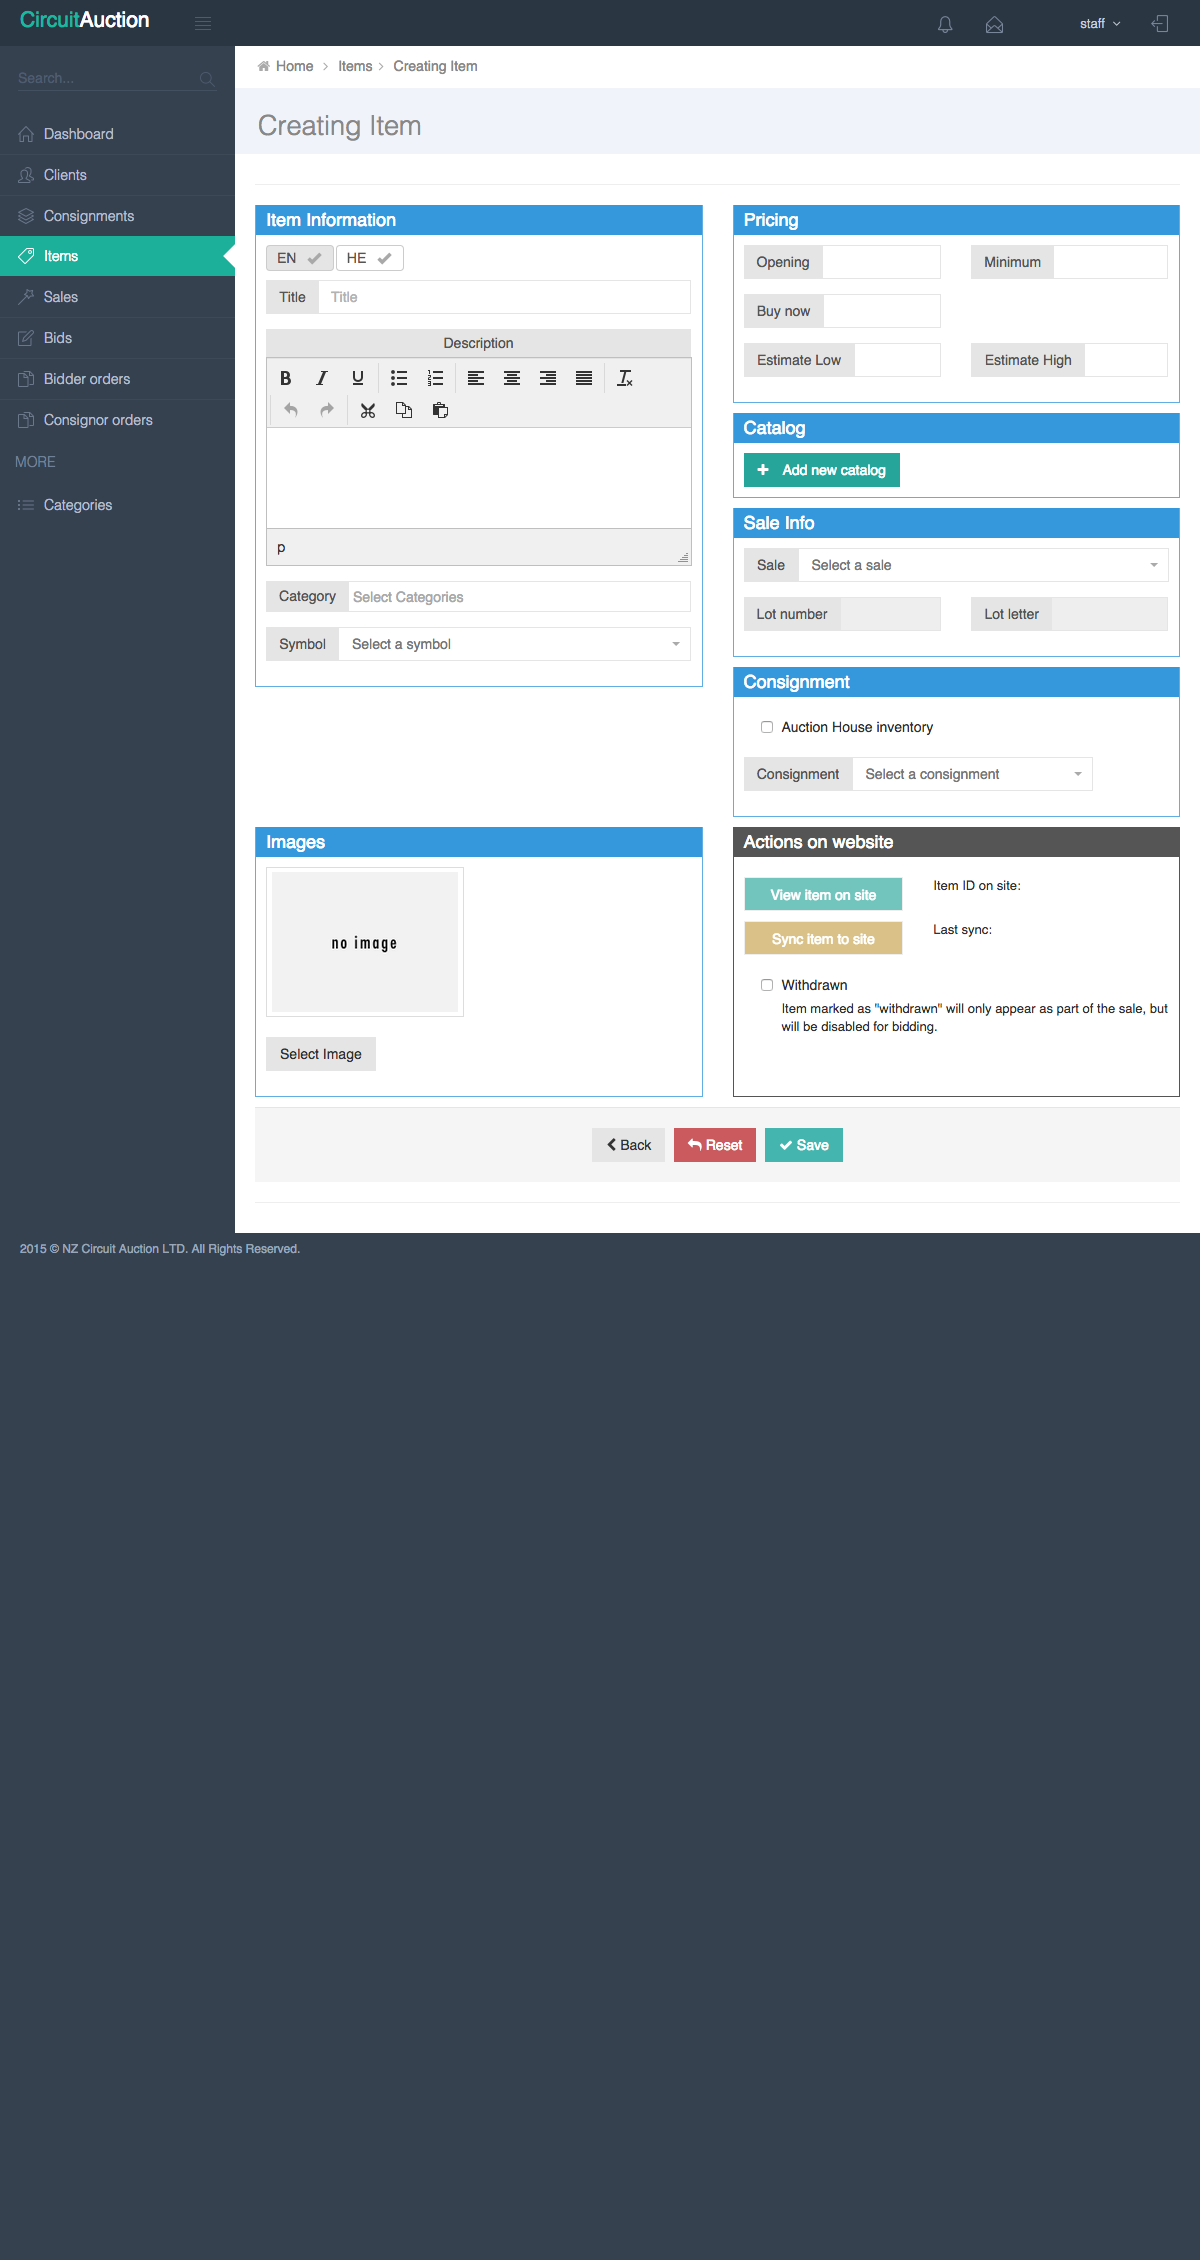 CircuitAuction
staff
Search...
Dashboard
Clients
Consignments
Items
Sales
Bids
Bidder orders
Consignor orders
MORE
Categories
Home > Items > Creating Item
Creating Item
Item Information
EN HE
Title Title
Description
B I U
p
Category Select Categories
Symbol Select a symbol
Pricing
Opening Minimum
Buy now
Estimate Low Estimate High
Catalog
Add new catalog
Sale Info
Sale Select a sale
Lot number Lot letter
Consignment
Auction House inventory
Consignment Select a consignment
Images
no image
Select Image
Actions on website
View item on site Item ID on site:
Sync item to site Last sync:
Withdrawn
Item marked as "withdrawn" will only appear as part of the sale, but
will be disabled for bidding.
Back Reset Save
2015 © NZ Circuit Auction LTD. All Rights Reserved.